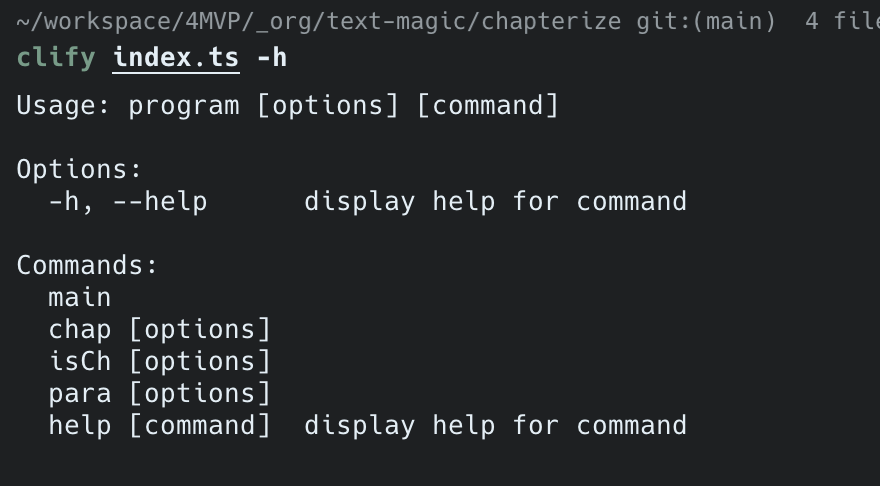 ~/workspace/4MVP/_org/text-magic/chapterize git:(main)  4 file
clify index.ts -h
Usage: program [options] [command]

Options:
  -h, --help      display help for command

Commands:
  main
  chap [options]
  isCh [options]
  para [options]
  help [command]  display help for command